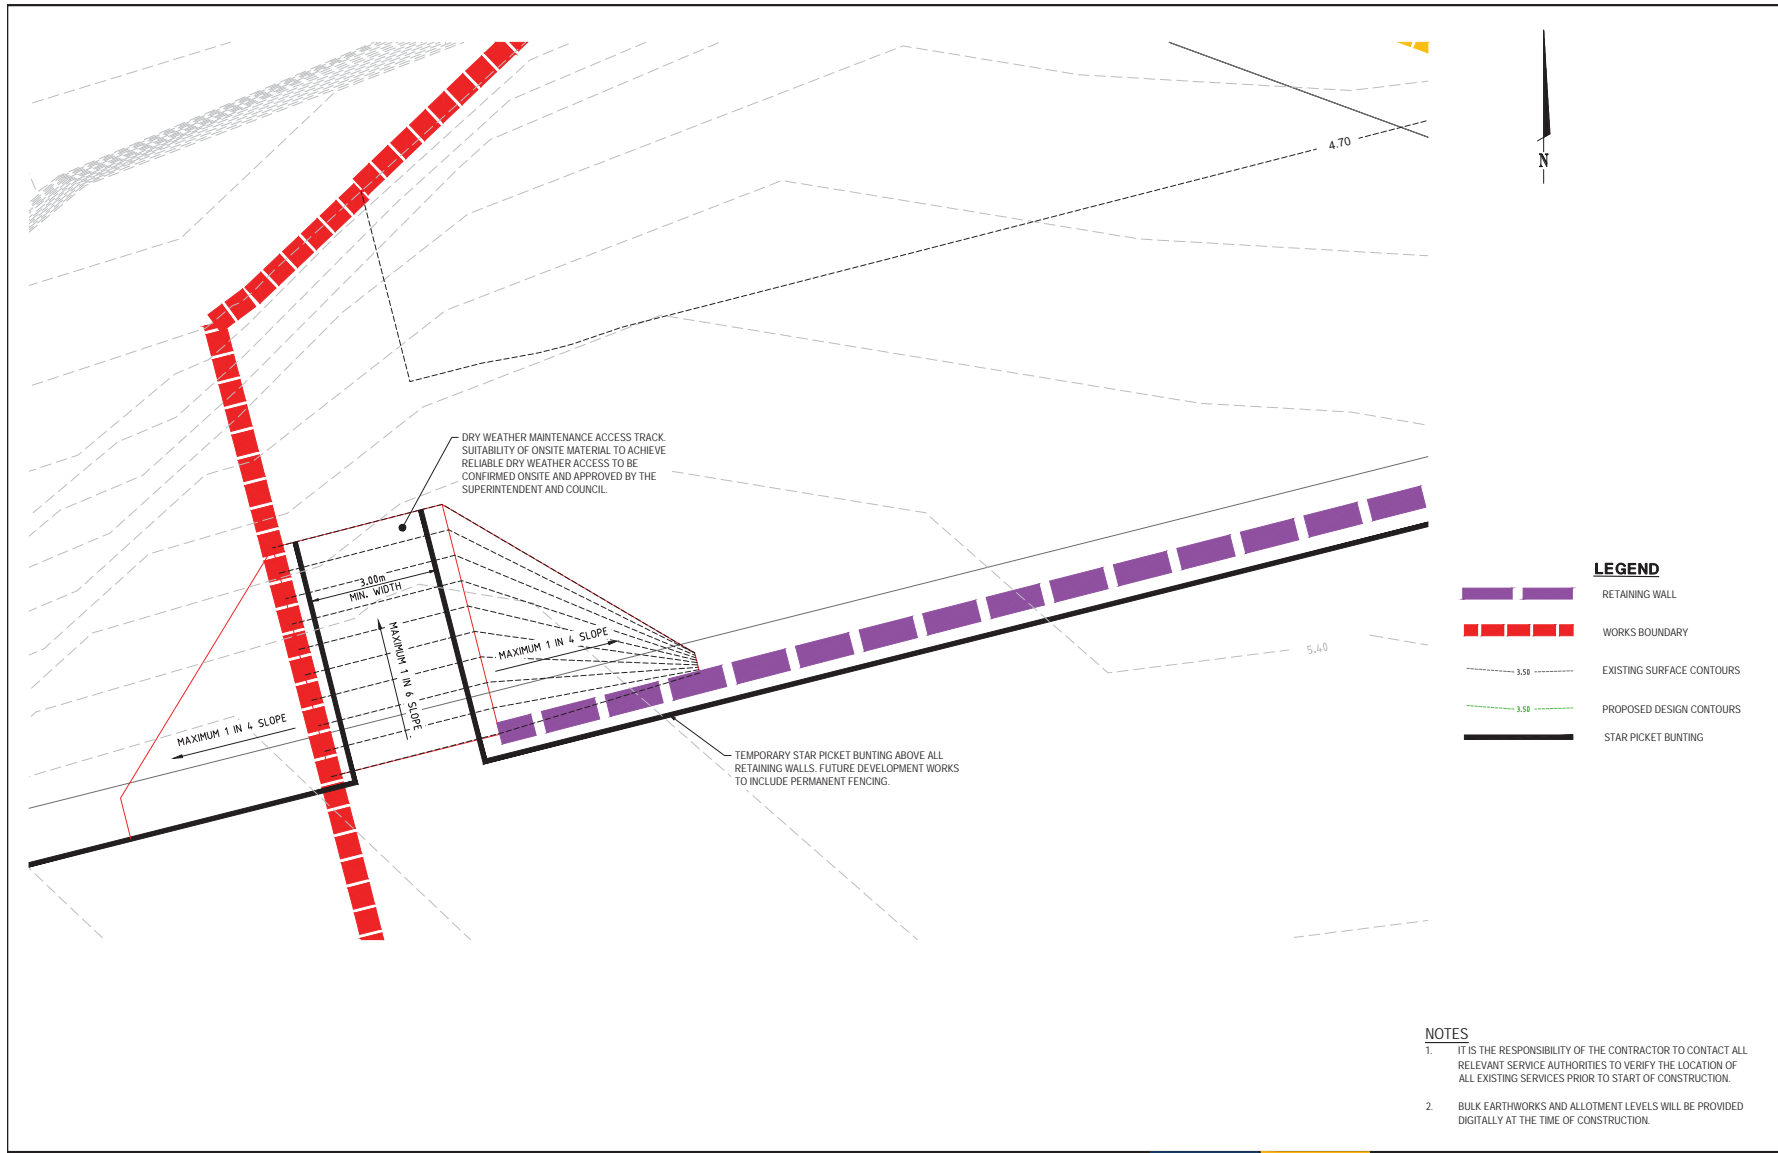 4.70
N
DRY WEATHER MAINTENANCE ACCESS TRACK.
SUITABILITY OF ONSITE MATERIAL TO ACHIEVE
RELIABLE DRY WEATHER ACCESS TO BE
CONFIRMED ONSITE AND APPROVED BY THE
SUPERINTENDENT AND COUNCIL.
3.00m
MIN. WIDTH
MAXIMUM 1 IN 6 SLOPE
MAXIMUM 1 IN 4 SLOPE
MAXIMUM 1 IN 4 SLOPE
5.40
TEMPORARY STAR PICKET BUNTING ABOVE ALL
RETAINING WALLS. FUTURE DEVELOPMENT WORKS
TO INCLUDE PERMANENT FENCING.
LEGEND
RETAINING WALL
WORKS BOUNDARY
3.50 EXISTING SURFACE CONTOURS
3.50 PROPOSED DESIGN CONTOURS
STAR PICKET BUNTING
NOTES
1. IT IS THE RESPONSIBILITY OF THE CONTRACTOR TO CONTACT ALL
RELEVANT SERVICE AUTHORITIES TO VERIFY THE LOCATION OF
ALL EXISTING SERVICES PRIOR TO START OF CONSTRUCTION.
2. BULK EARTHWORKS AND ALLOTMENT LEVELS WILL BE PROVIDED
DIGITALLY AT THE TIME OF CONSTRUCTION.